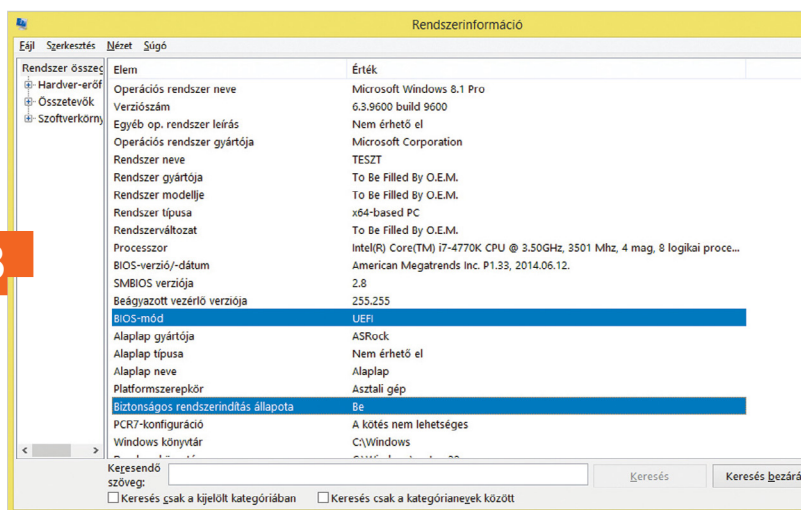 Rendszerinformáció
Fájl Szerkesztés Nézet Súgó
Rendszer összeg
Hardver-erőf
Összetevők
Szoftverkörny
Elem Érték
Operációs rendszer neve Microsoft Windows 8.1 Pro
Verziószám 6.3.9600 build 9600
Egyéb op. rendszer leírás Nem érhető el
Operációs rendszer gyártója Microsoft Corporation
Rendszer neve TESZT
Rendszer gyártója To Be Filled By O.E.M.
Rendszer modellje To Be Filled By O.E.M.
Rendszer típusa x64-based PC
Rendszerváltozat To Be Filled By O.E.M.
Processzor Intel(R) Core(TM) i7-4770K CPU @ 3.50GHz, 3501 Mhz, 4 mag, 8 logikai proce...
BIOS-verzió/-dátum American Megatrends Inc. P1.33, 2014.06.12.
SMBIOS verziója 2.8
Beágyazott vezérlő verziója 255.255
BIOS-mód UEFI
Alaplap gyártója ASRock
Alaplap típusa Nem érhető el
Alaplap neve Alaplap
Platformszerepkör Asztali gép
Biztonságos rendszerindítás állapota Be
PCR7-konfiguráció A kötés nem lehetséges
Windows könyvtár C:\Windows
Keresendő szöveg:
Keresés
Keresés bezárá
Keresés csak a kijelölt kategóriában
Keresés csak a kategórianevek között